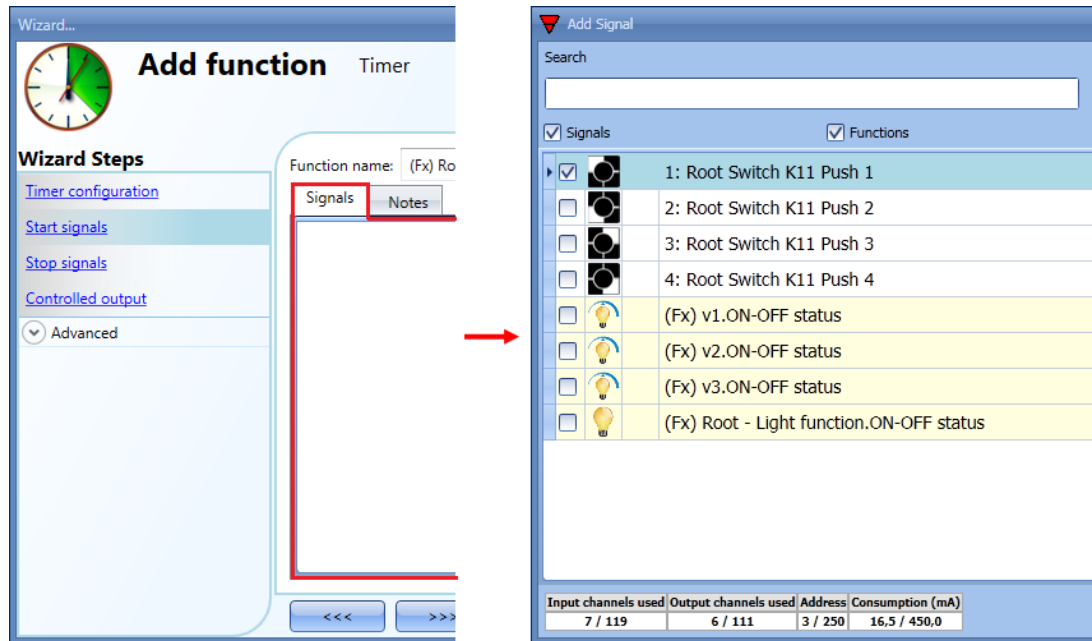 Wizard...
Add function Timer
Wizard Steps
Timer configuration
Start signals
Stop signals
Controlled output
Advanced
Function name: (Fx) Ro
Signals Notes
<<< >>>
Add Signal
Search
Signals Functions
1: Root Switch K11 Push 1
2: Root Switch K11 Push 2
3: Root Switch K11 Push 3
4: Root Switch K11 Push 4
(Fx) v1.ON-OFF status
(Fx) v2.ON-OFF status
(Fx) v3.ON-OFF status
(Fx) Root - Light function.ON-OFF status
Input channels used Output channels used Address Consumption (mA)
7 / 119 6 / 111 3 / 250 16,5 / 450,0